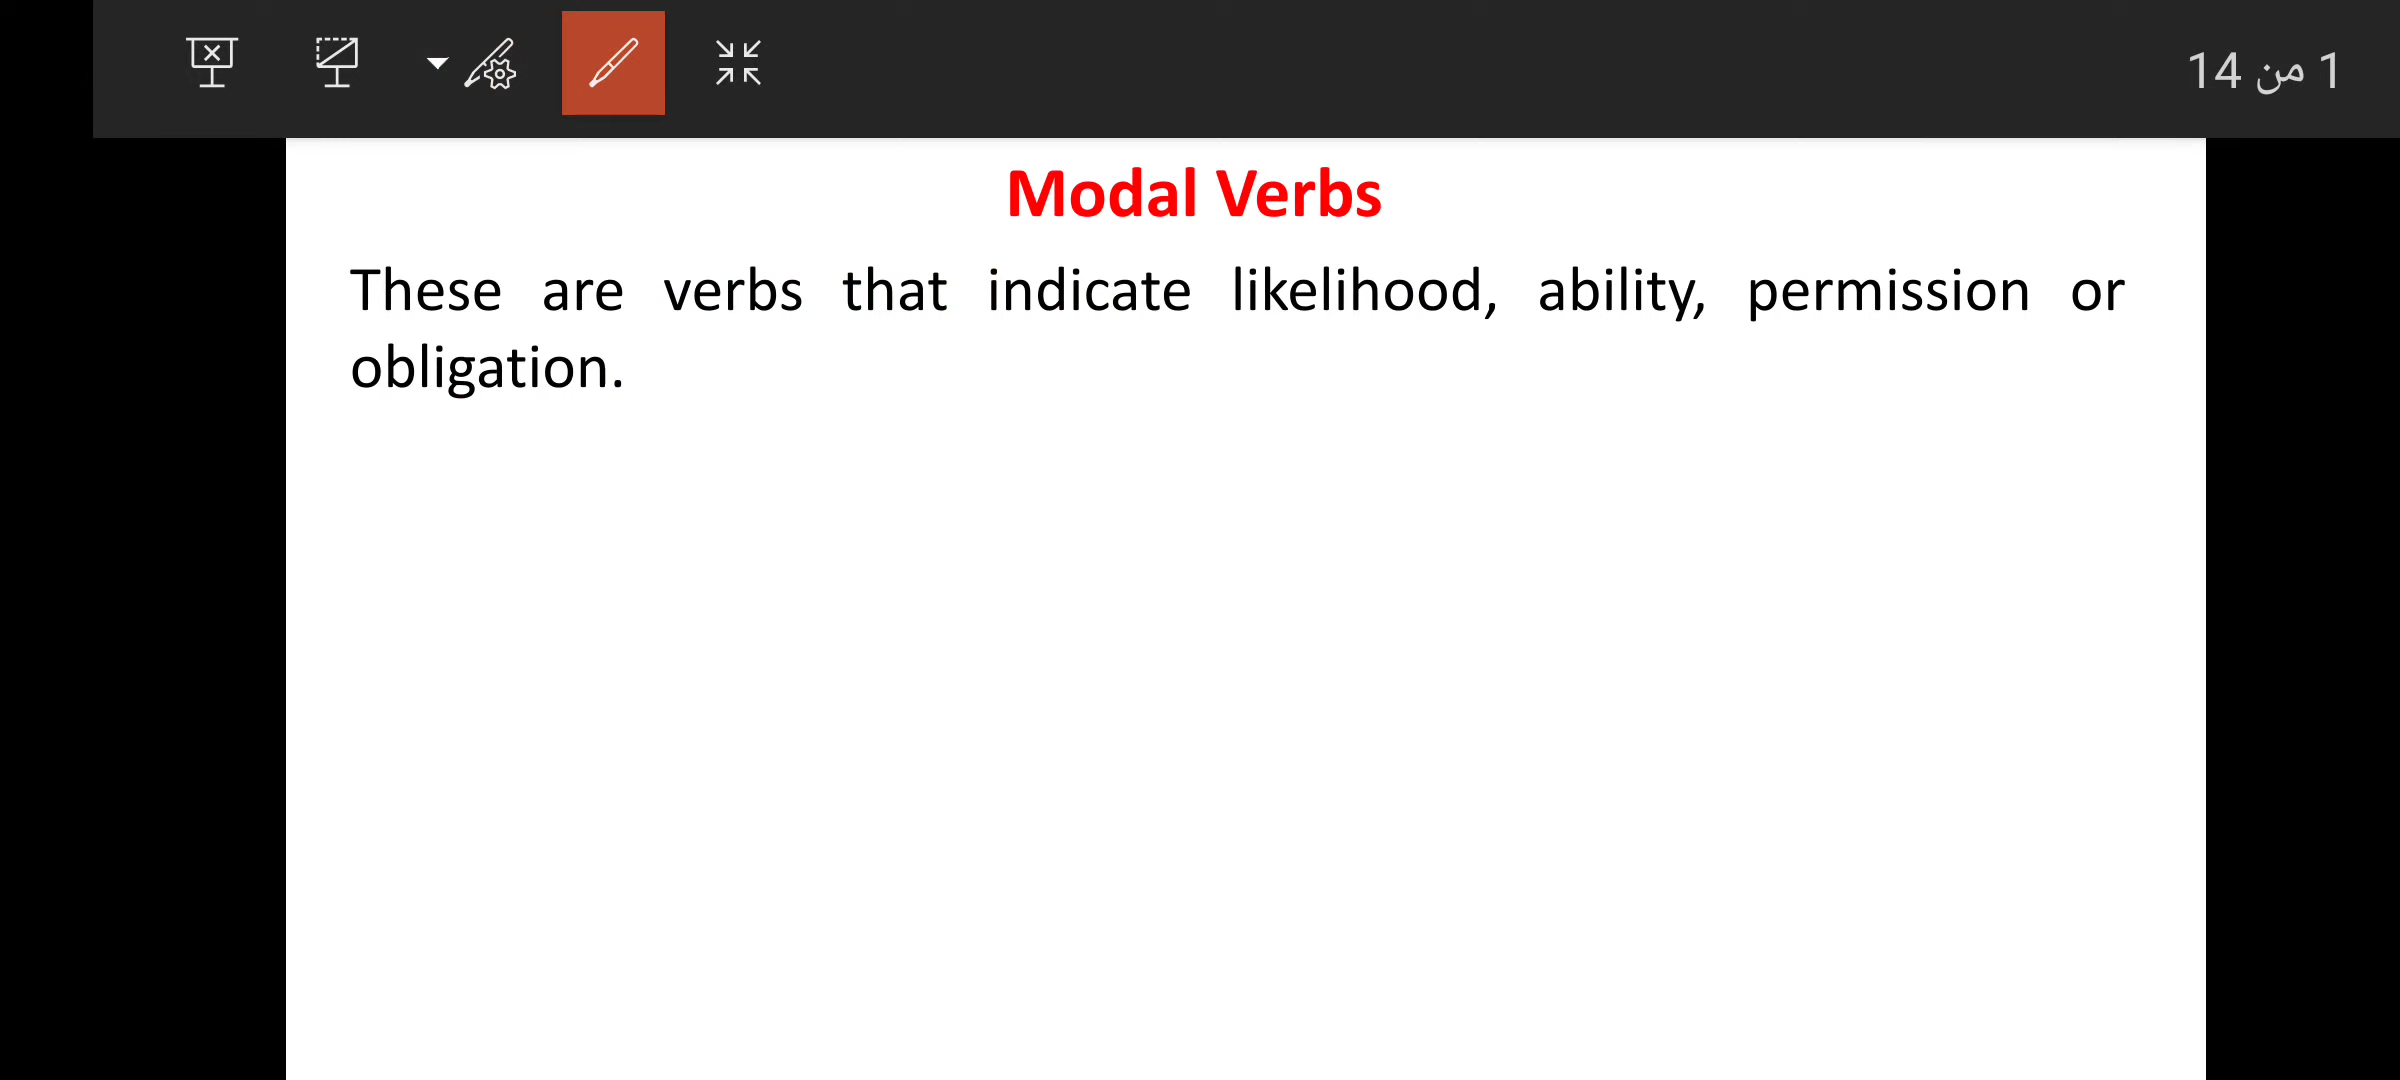 1 من 14
Modal Verbs
These are verbs that indicate likelihood, ability, permission or
obligation.